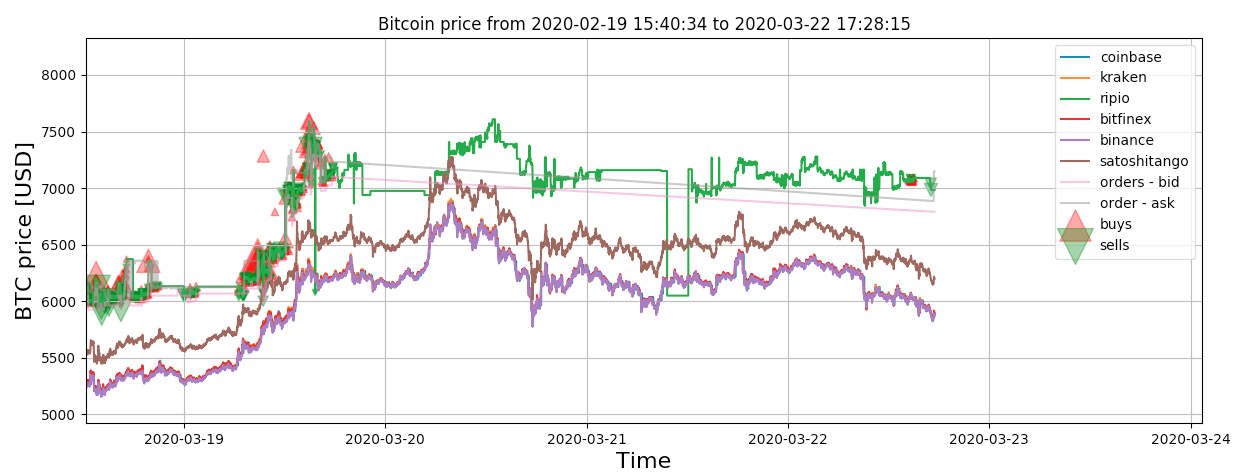 Bitcoin price from 2020-02-19 15:40:34 to 2020-03-22 17:28:15
BTC price [USD]
8000
7500
7000
6500
6000
5500
5000
coinbase
kraken
ripio
bitfinex
binance
satoshitango
orders - bid
order - ask
buys
sells
2020-03-19
2020-03-20
2020-03-21
2020-03-22
2020-03-23
2020-03-24
Time